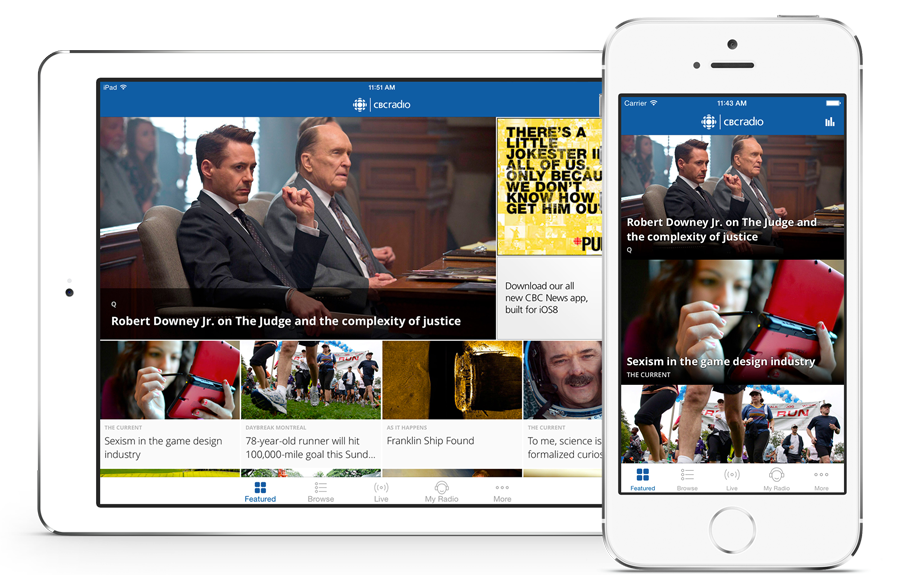 iPad
11:51 AM
CBCradio
THERE'S A
LITTLE
JOKESTER
ALL OF US.
ONLY
WE DON'T
KNOW HOW
GET HIM
Download our all
new CBC News app,
built for iOS8
Q
Robert Downey Jr. on The Judge and the complexity of justice
THE CURRENT
Sexism in the game design
industry
DAYBREAK MONTREAL
78-year-old runner will hit
100,000-mile goal this Sund...
AS IT HAPPENS
Franklin Ship Found
THE CURRENT
To me, science is
formalized
Featured
Browse
Live
My Radio
More
Carrier
11:43 AM
CBCradio
Robert Downey Jr. on The Judge and
the complexity of justice
Q
Sexism in the game design industry
THE CURRENT
RUN
Featured
Browse
Live
My Radio
More